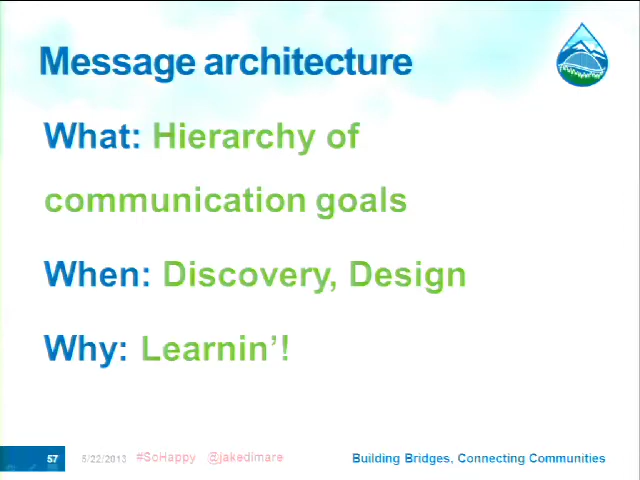 Message architecture
What: Hierarchy of
communication goals
When: Discovery, Design
Why: Learnin’!
57 5/22/2013 #SoHappy @jakedimare Building Bridges, Connecting Communities